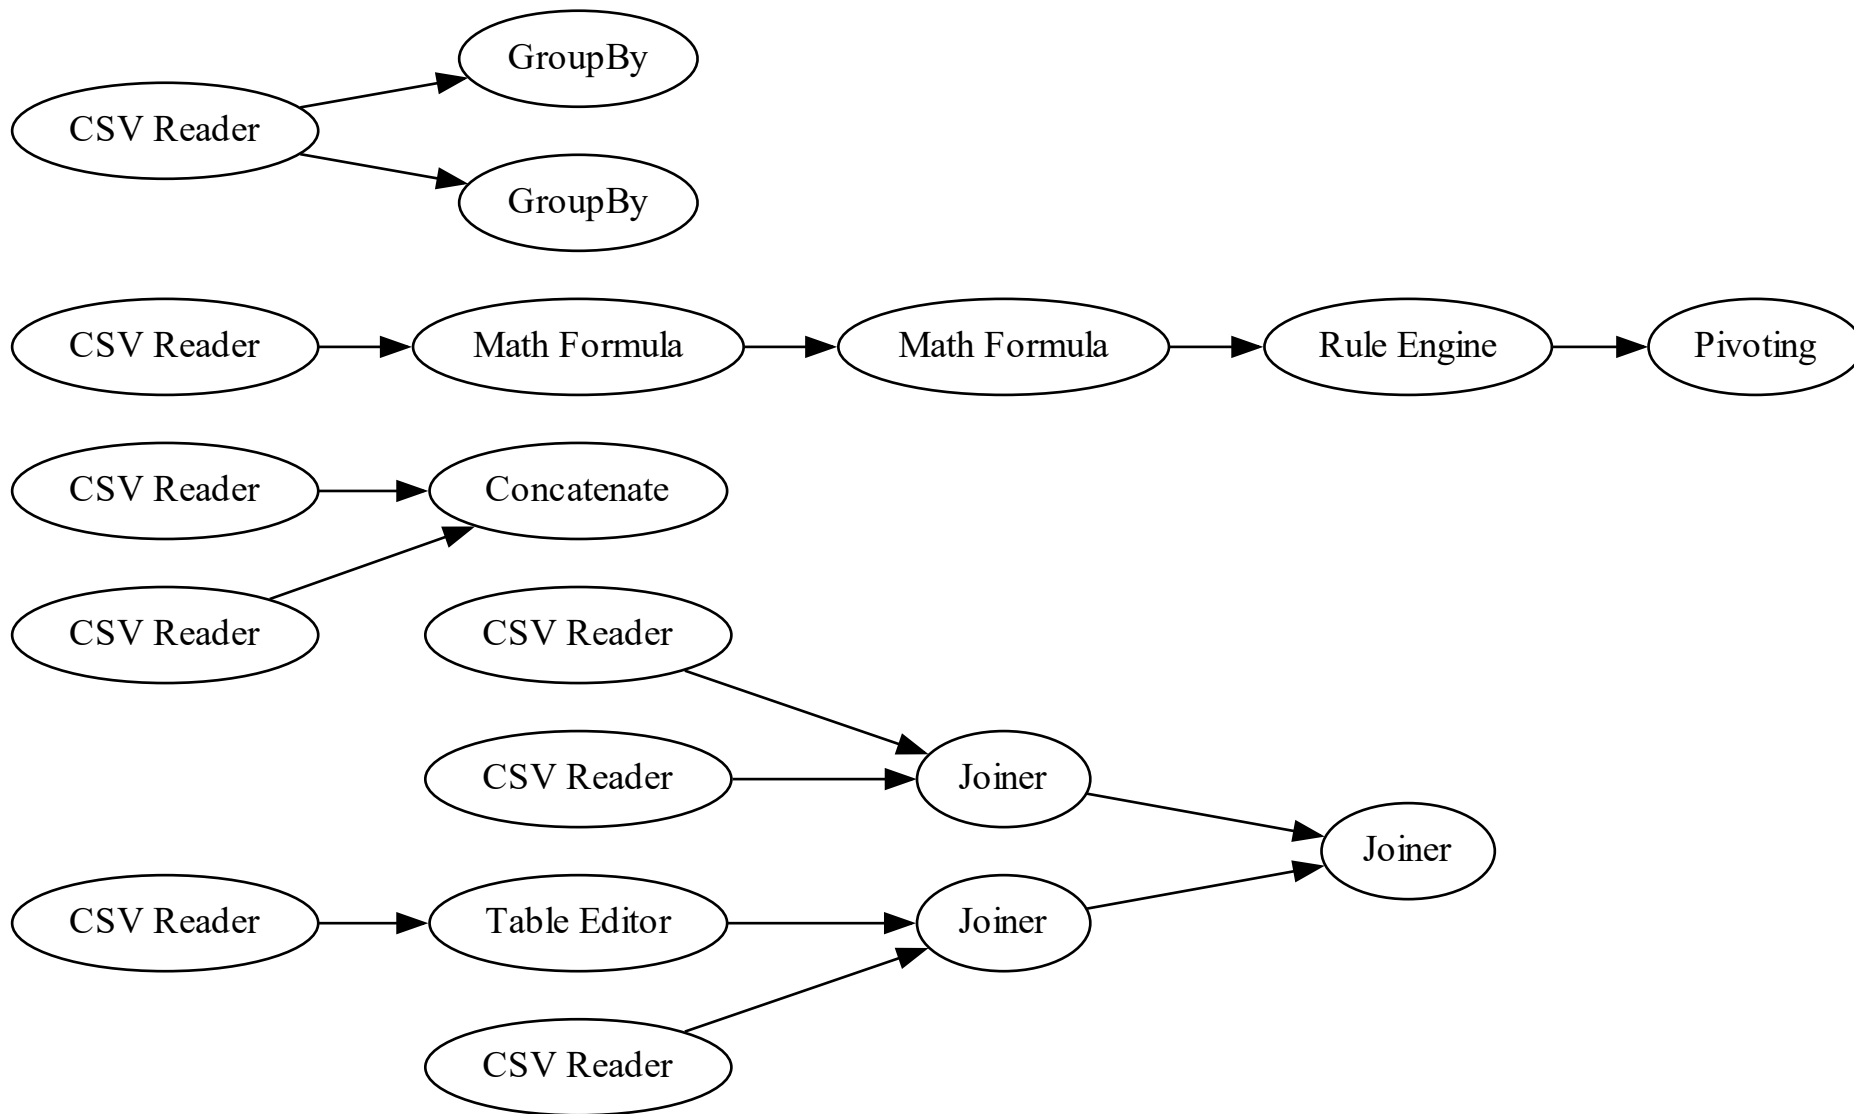 GroupBy
CSV Reader
GroupBy
CSV Reader
Math Formula
Math Formula
Rule Engine
Pivoting
CSV Reader
Concatenate
CSV Reader
CSV Reader
CSV Reader
Joiner
Joiner
CSV Reader
Table Editor
Joiner
CSV Reader